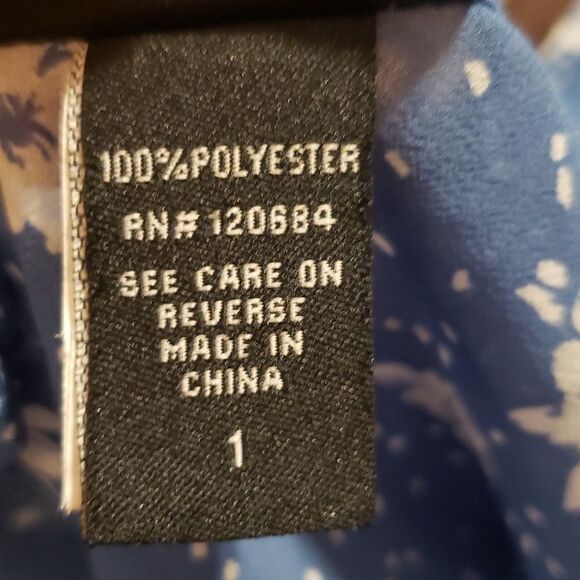 100%POLYESTER
RN#120684
SEE CARE ON
REVERSE
MADE IN
CHINA
1